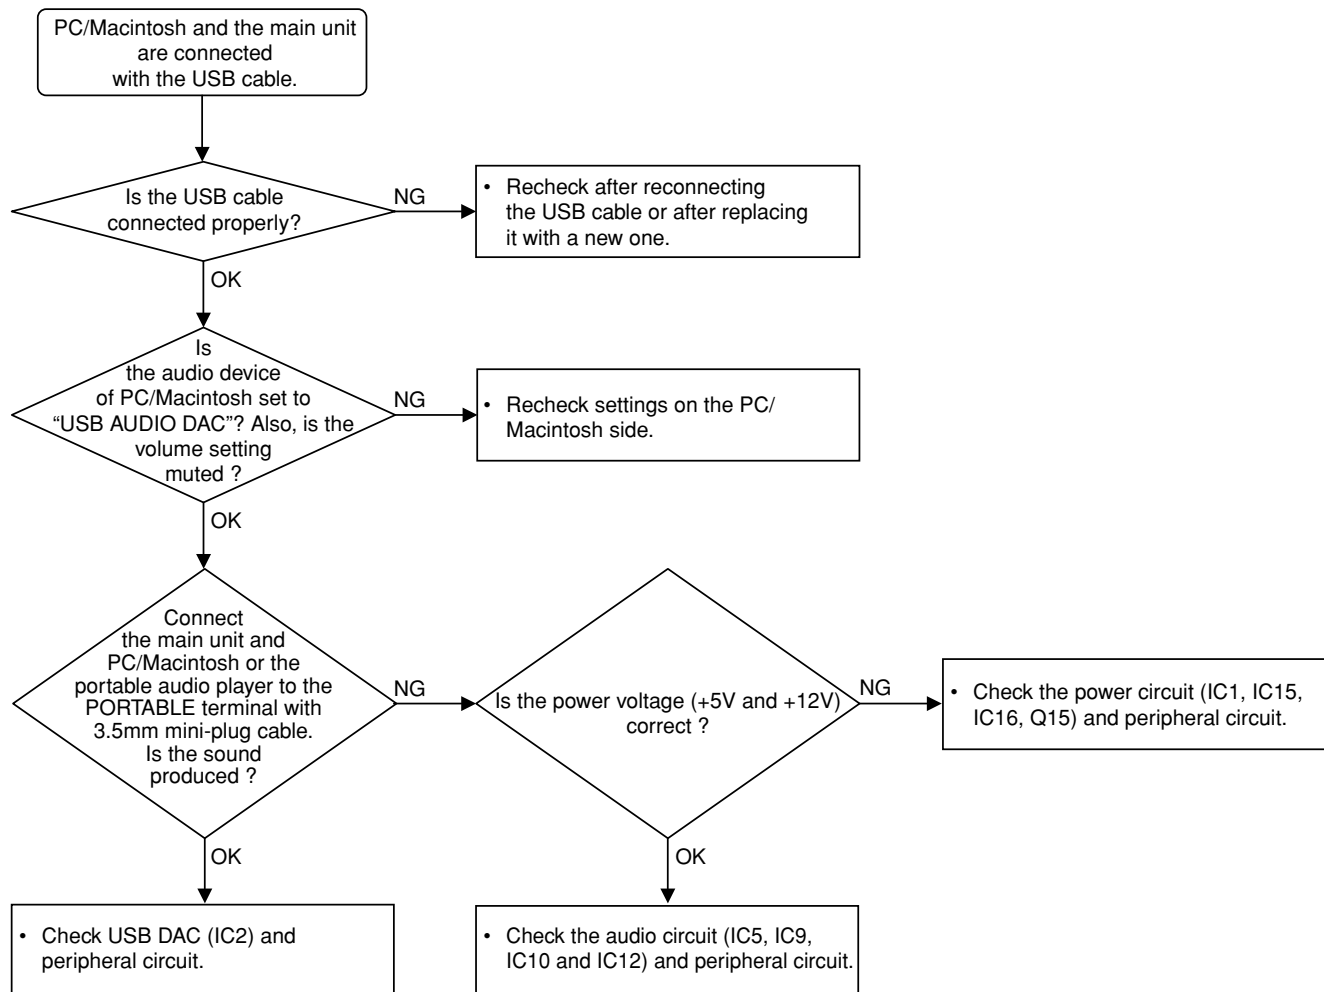 PC/Macintosh and the main unit
are connected
with the USB cable.
Is the USB cable
connected properly?
NG
• Recheck after reconnecting
the USB cable or after replacing
it with a new one.
OK
Is
the audio device
of PC/Macintosh set to
“USB AUDIO DAC”? Also, is the
volume setting
muted ?
NG
• Recheck settings on the PC/
Macintosh side.
OK
Connect
the main unit and
PC/Macintosh or the
portable audio player to the
PORTABLE terminal with
3.5mm mini-plug cable.
Is the sound
produced ?
NG
Is the power voltage (+5V and +12V)
correct ?
NG
• Check the power circuit (IC1, IC15,
IC16, Q15) and peripheral circuit.
OK
• Check USB DAC (IC2) and
peripheral circuit.
OK
• Check the audio circuit (IC5, IC9,
IC10 and IC12) and peripheral circuit.